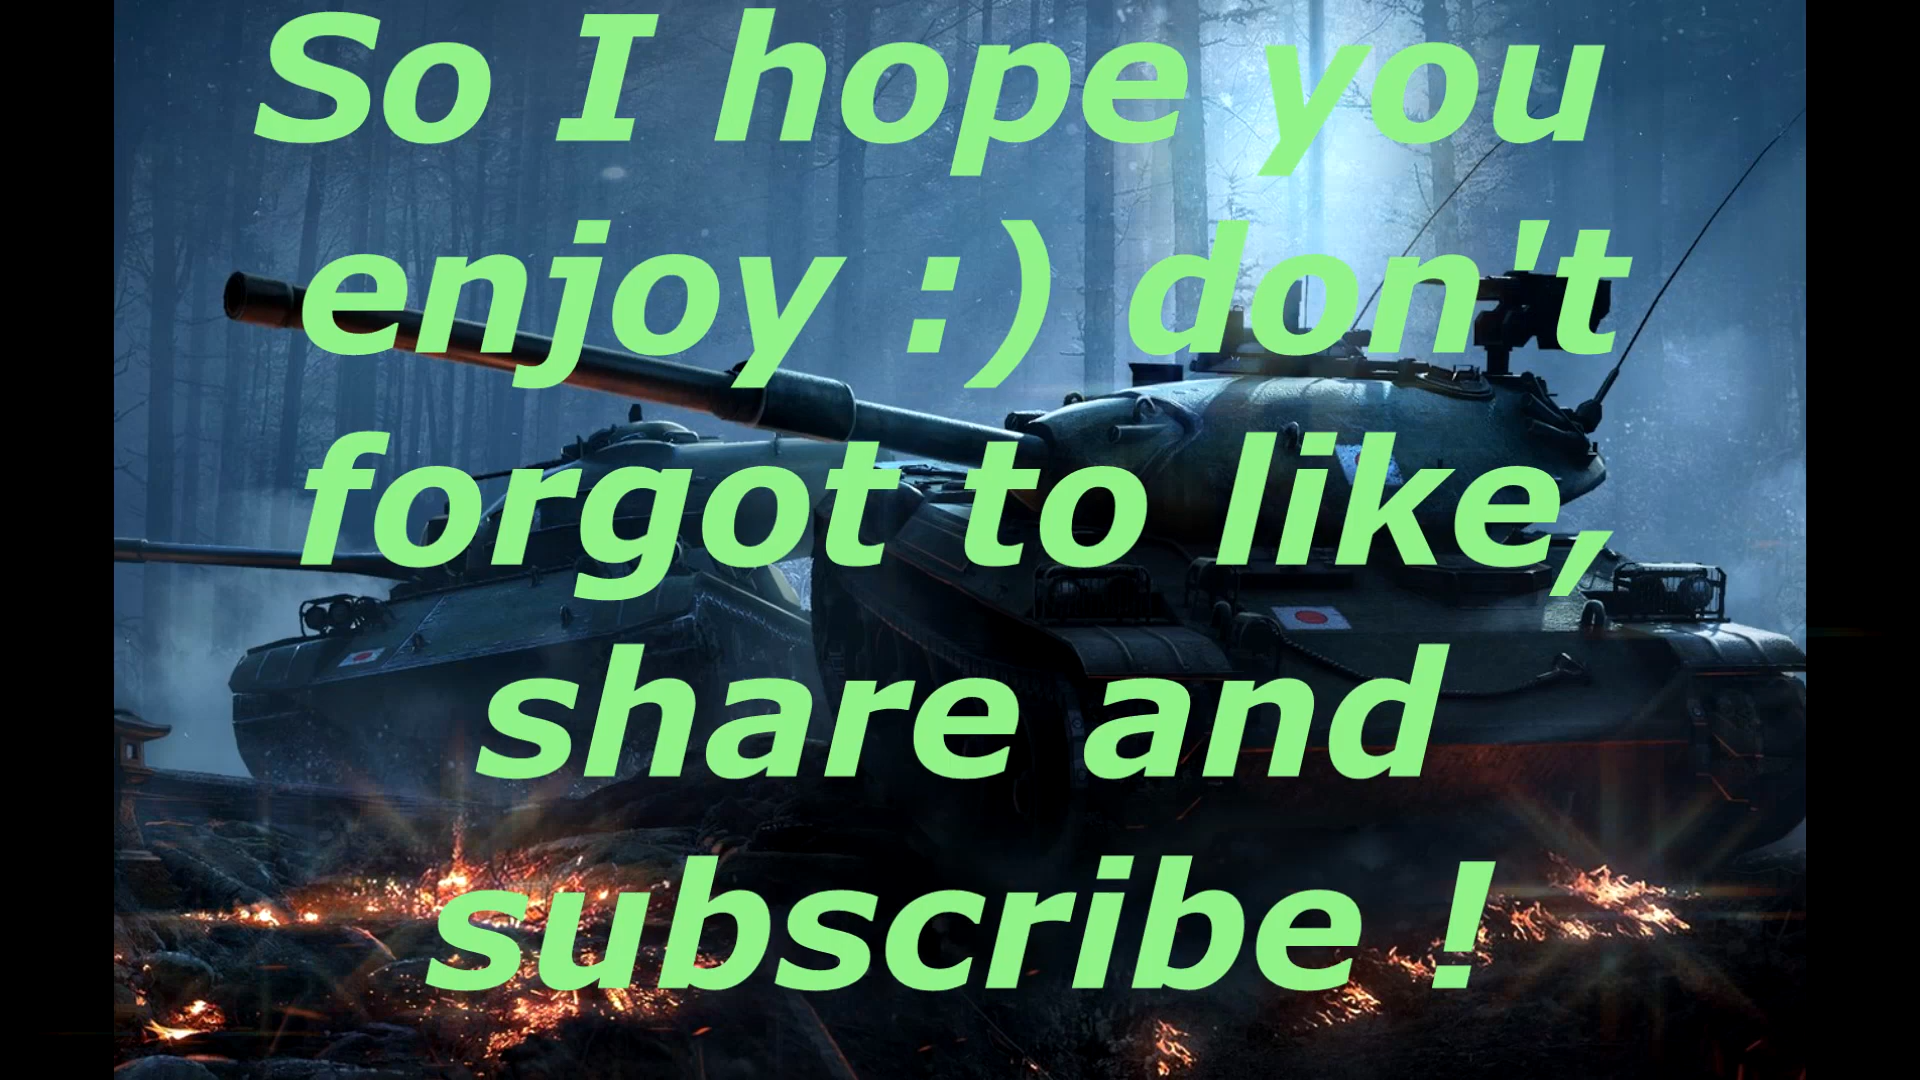 So I hope you
enjoy :) don't
forgot to like,
share and
subscribe !